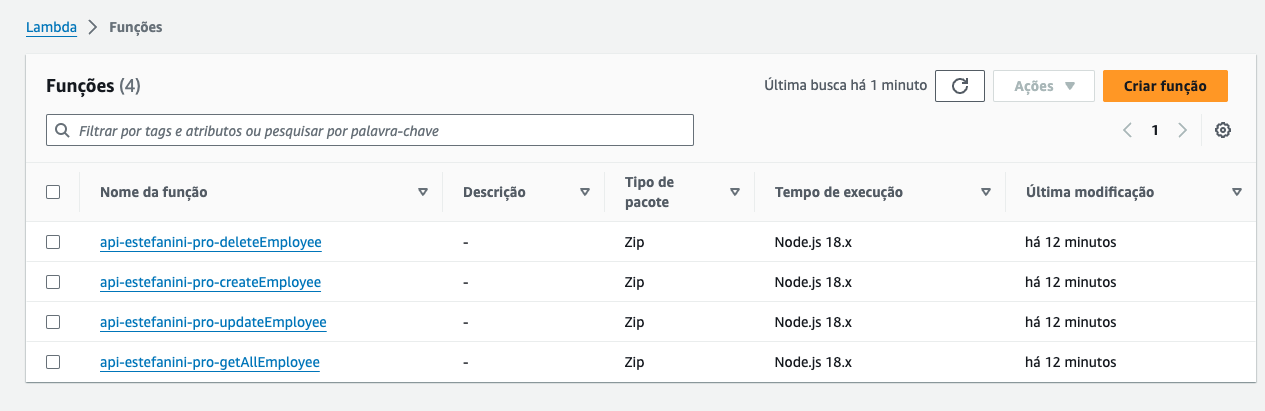 Lambda > Funções
Funções (4)
Última busca há 1 minuto
Ações
Criar função
Filtrar por tags e atributos ou pesquisar por palavra-chave
1
Nome da função Descrição Tipo de pacote Tempo de execução Última modificação
api-estefanini-pro-deleteEmployee - Zip Node.js 18.x há 12 minutos
api-estefanini-pro-createEmployee - Zip Node.js 18.x há 12 minutos
api-estefanini-pro-updateEmployee - Zip Node.js 18.x há 12 minutos
api-estefanini-pro-getAllEmployee - Zip Node.js 18.x há 12 minutos